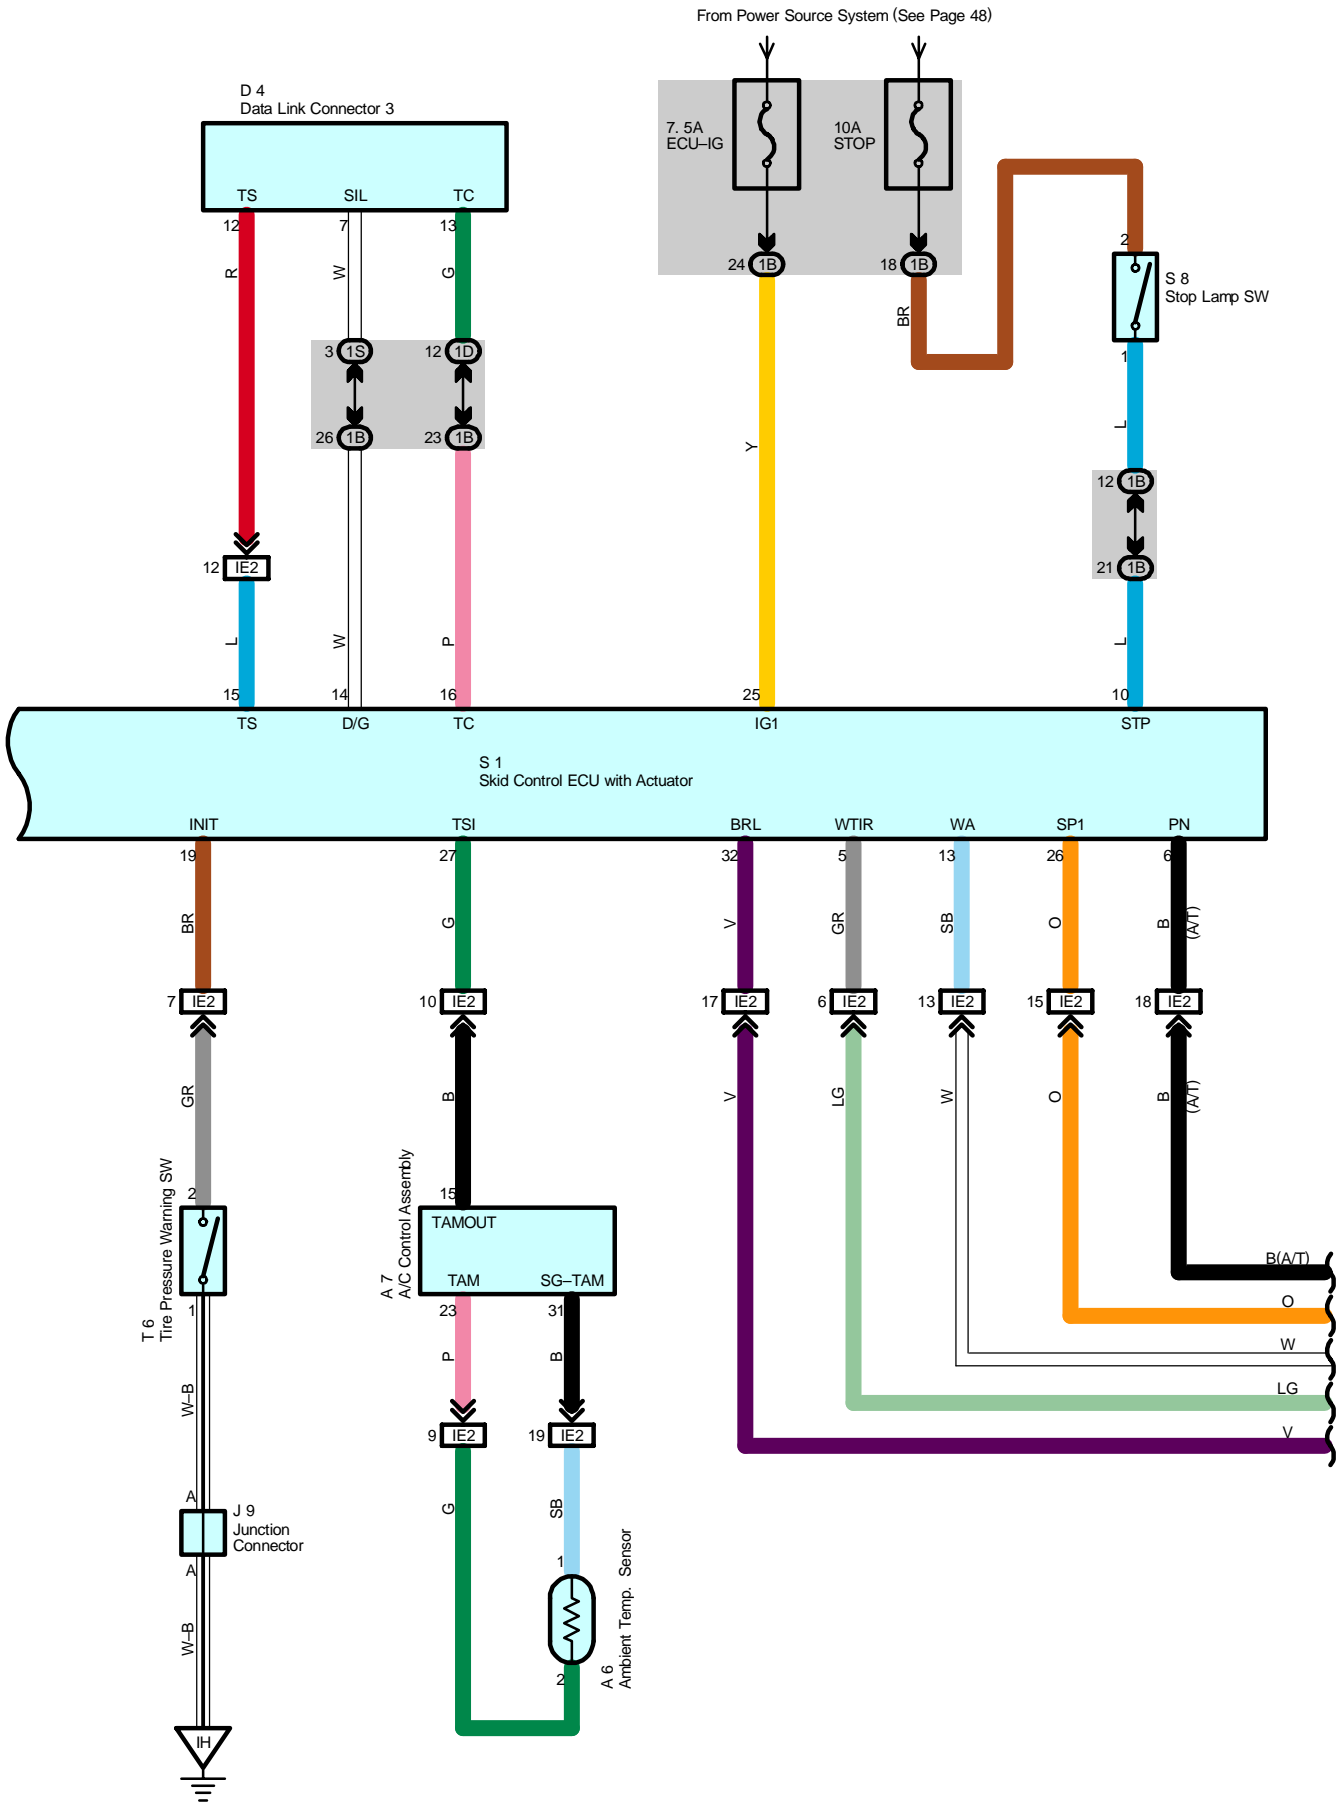 From Power Source System (See Page 48)
D 4
Data Link Connector 3
7. 5A
ECU–IG
10A
STOP
TS SIL TC
12 7 13
R W G
24 1B 18 1B
BR
2
S 8
Stop Lamp SW
1
3 1S 12 1D
26 1B 23 1B
Y
L
12 1B
21 1B
12 IE2
L W P L
15 14 16 25 10
TS D/G TC IG1 STP
S 1
Skid Control ECU with Actuator
INIT TSI BRL WTIR WA SP1 PN
19 27 32 5 13 26 6
BR G V GR SB O B (A/T)
7 IE2 10 IE2 17 IE2 6 IE2 13 IE2 15 IE2 18 IE2
GR B V LG W O B (A/T)
2 15
T 6
Tire Pressure Warning SW
A 7
A/C Control Assembly
TAMOUT
TAM SG–TAM
1 23 31
B(A/T)
O
W
LG
V
W–B P B
9 IE2 19 IE2
A
J 9
Junction
Connector
A
G SB
1
A 6
Ambient Temp. Sensor
2
W–B
IH